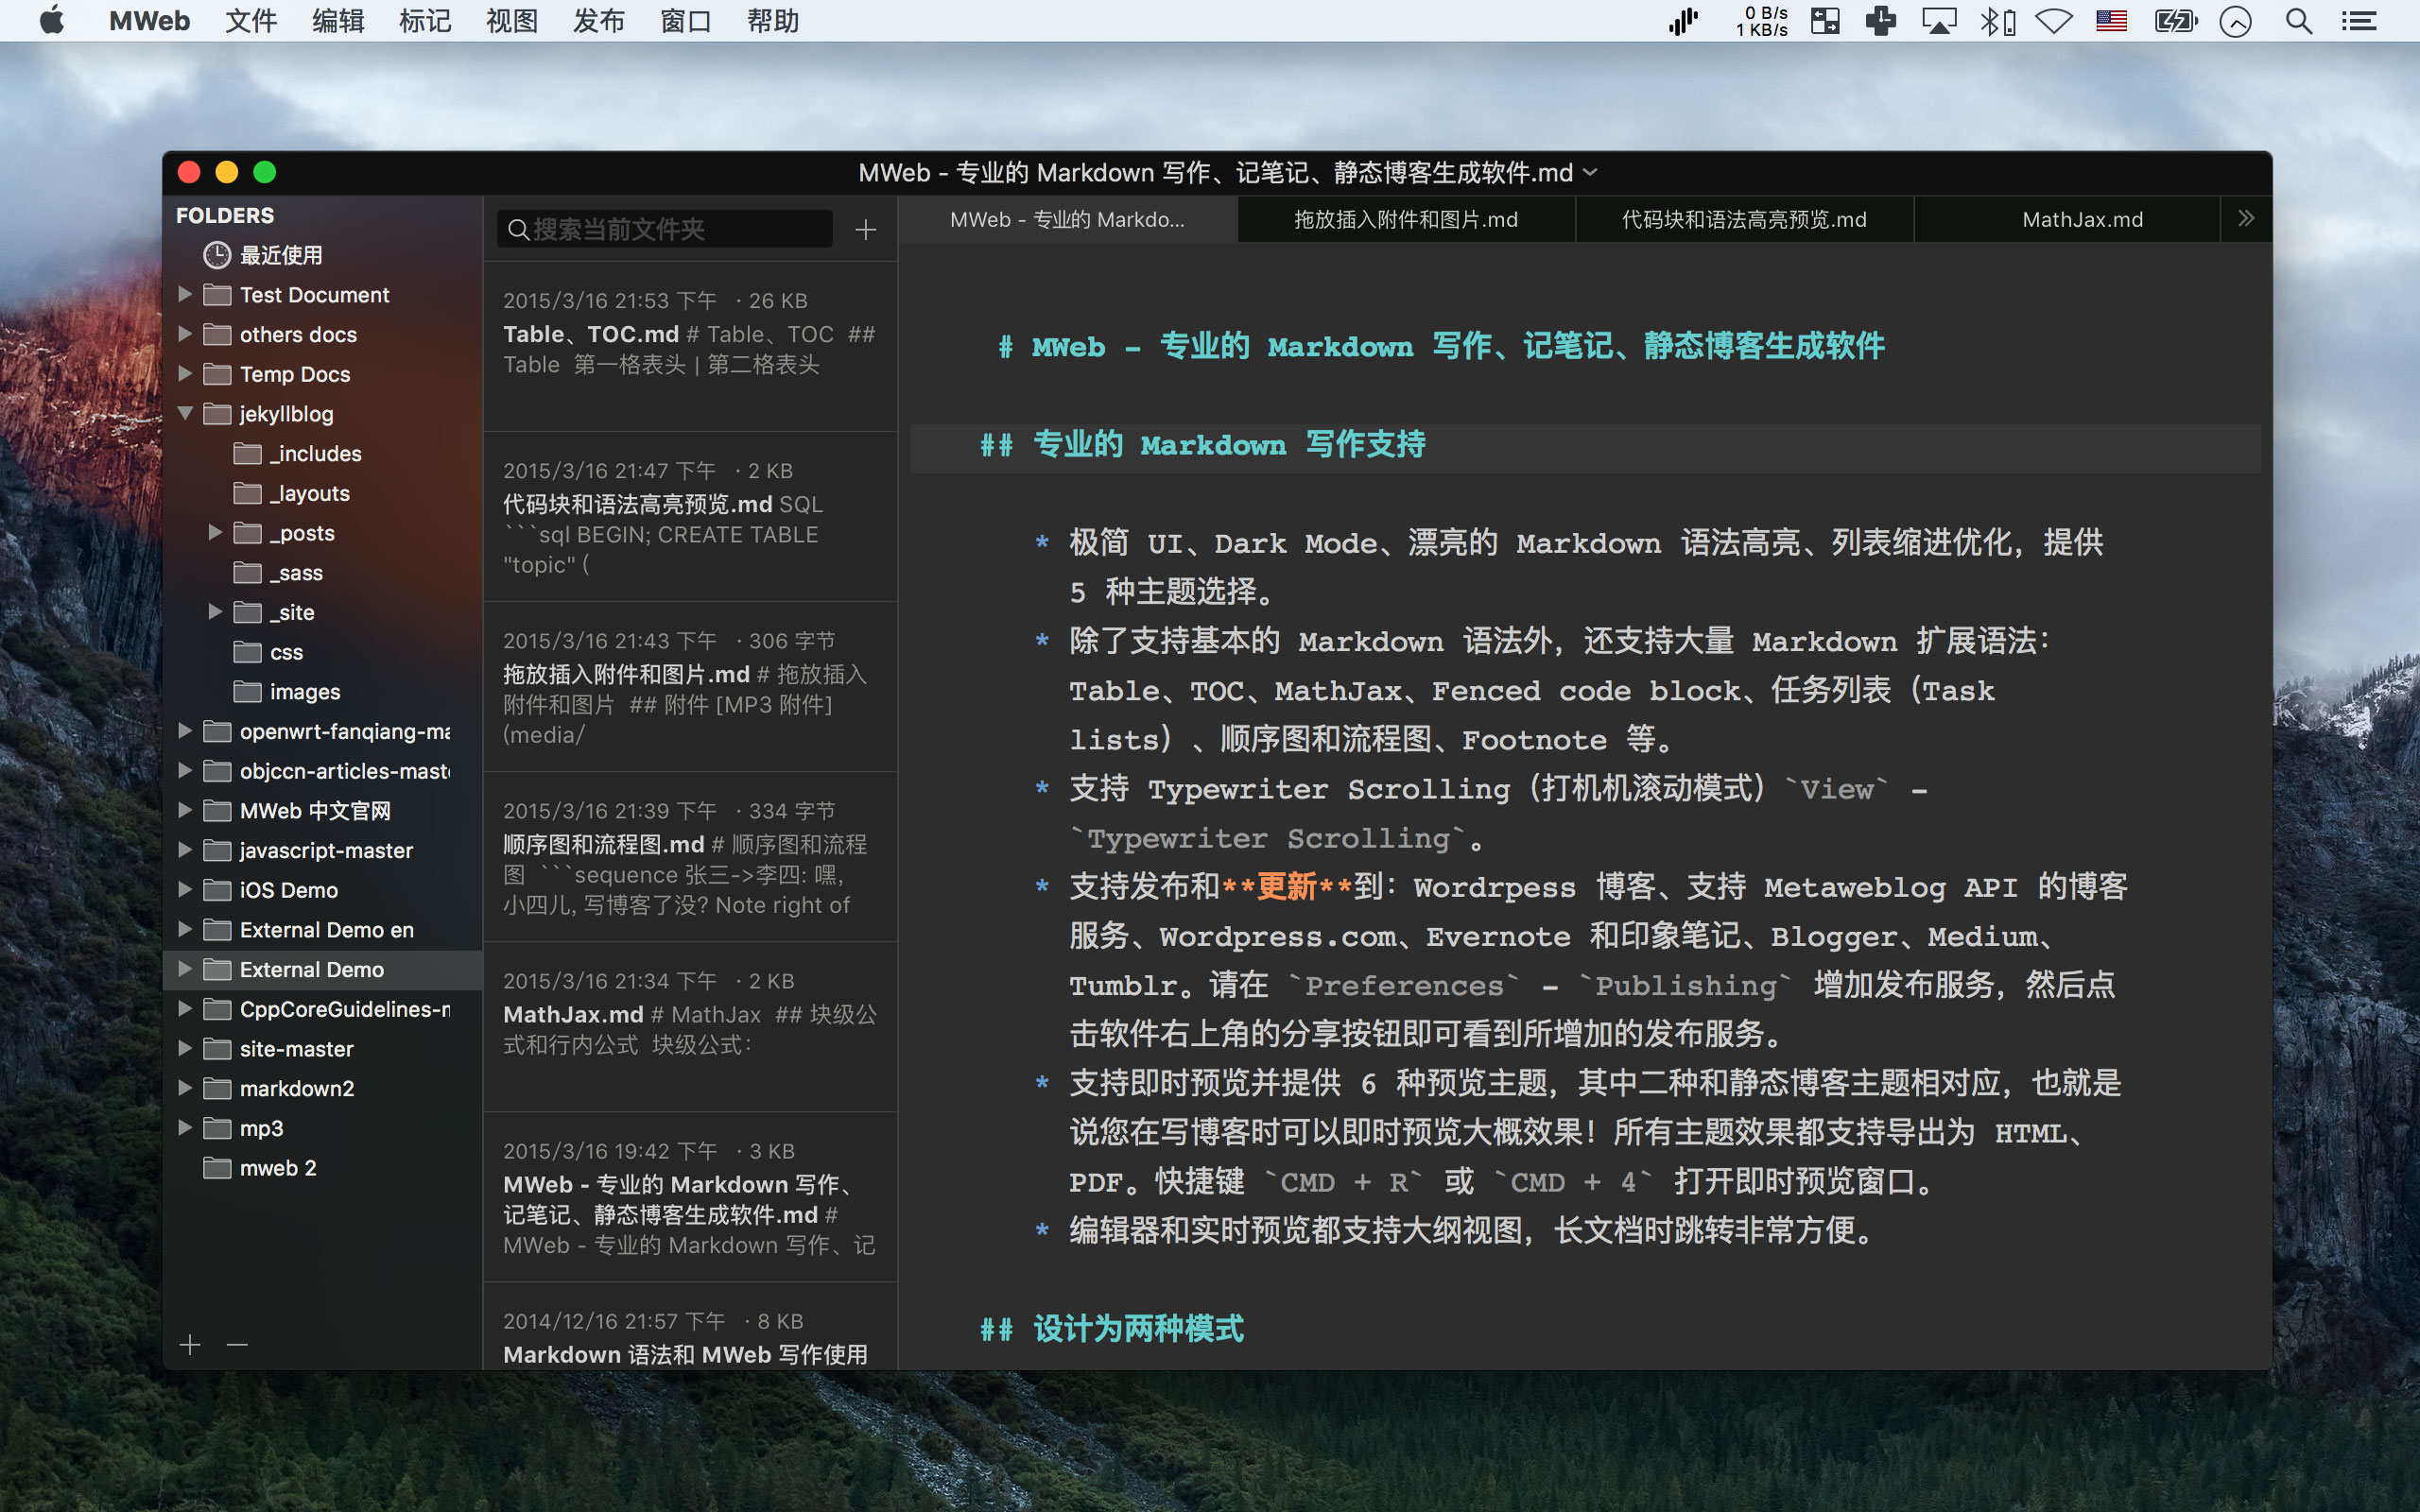 MWeb 文件 编辑 标记 视图 发布 窗口 帮助
0 B/s
1 KB/s
MWeb - 专业的 Markdown 写作、记笔记、静态博客生成软件.md
FOLDERS
最近使用
Test Document
others docs
Temp Docs
jekyllblog
_includes
_layouts
_posts
_sass
_site
css
images
openwrt-fanqiang-ma
objccn-articles-maste
MWeb 中文官网
javascript-master
iOS Demo
External Demo en
External Demo
CppCoreGuidelines-r
site-master
markdown2
mp3
mweb 2
搜索当前文件夹
2015/3/16 21:53 下午 · 26 KB
Table、TOC.md # Table、TOC ##
Table 第一格表头 | 第二格表头
2015/3/16 21:47 下午 · 2 KB
代码块和语法高亮预览.md SQL
```sql BEGIN; CREATE TABLE
"topic" (
2015/3/16 21:43 下午 · 306 字节
拖放插入附件和图片.md # 拖放插入
附件和图片 ## 附件 [MP3 附件]
(media/
2015/3/16 21:39 下午 · 334 字节
顺序图和流程图.md # 顺序图和流程
图 ```sequence 张三->李四: 嘿,
小四儿, 写博客了没? Note right of
2015/3/16 21:34 下午 · 2 KB
MathJax.md # MathJax ## 块级公
式和行内公式 块级公式：
2015/3/16 19:42 下午 · 3 KB
MWeb - 专业的 Markdown 写作、
记笔记、静态博客生成软件.md #
MWeb - 专业的 Markdown 写作、记
2014/12/16 21:57 下午 · 8 KB
Markdown 语法和 MWeb 写作使用
MWeb - 专业的 Markdo... 拖放插入附件和图片.md 代码块和语法高亮预览.md MathJax.md
# MWeb - 专业的 Markdown 写作、记笔记、静态博客生成软件
## 专业的 Markdown 写作支持
* 极简 UI、Dark Mode、漂亮的 Markdown 语法高亮、列表缩进优化，提供
5 种主题选择。
* 除了支持基本的 Markdown 语法外，还支持大量 Markdown 扩展语法：
Table、TOC、MathJax、Fenced code block、任务列表（Task
lists）、顺序图和流程图、Footnote 等。
* 支持 Typewriter Scrolling（打机机滚动模式）`View` -
`Typewriter Scrolling`。
* 支持发布和**更新**到：Wordrpess 博客、支持 Metaweblog API 的博客
服务、Wordpress.com、Evernote 和印象笔记、Blogger、Medium、
Tumblr。请在 `Preferences` - `Publishing` 增加发布服务，然后点
击软件右上角的分享按钮即可看到所增加的发布服务。
* 支持即时预览并提供 6 种预览主题，其中二种和静态博客主题相对应，也就是
说您在写博客时可以即时预览大概效果！所有主题效果都支持导出为 HTML、
PDF。快捷键 `CMD + R` 或 `CMD + 4` 打开即时预览窗口。
* 编辑器和实时预览都支持大纲视图，长文档时跳转非常方便。
## 设计为两种模式